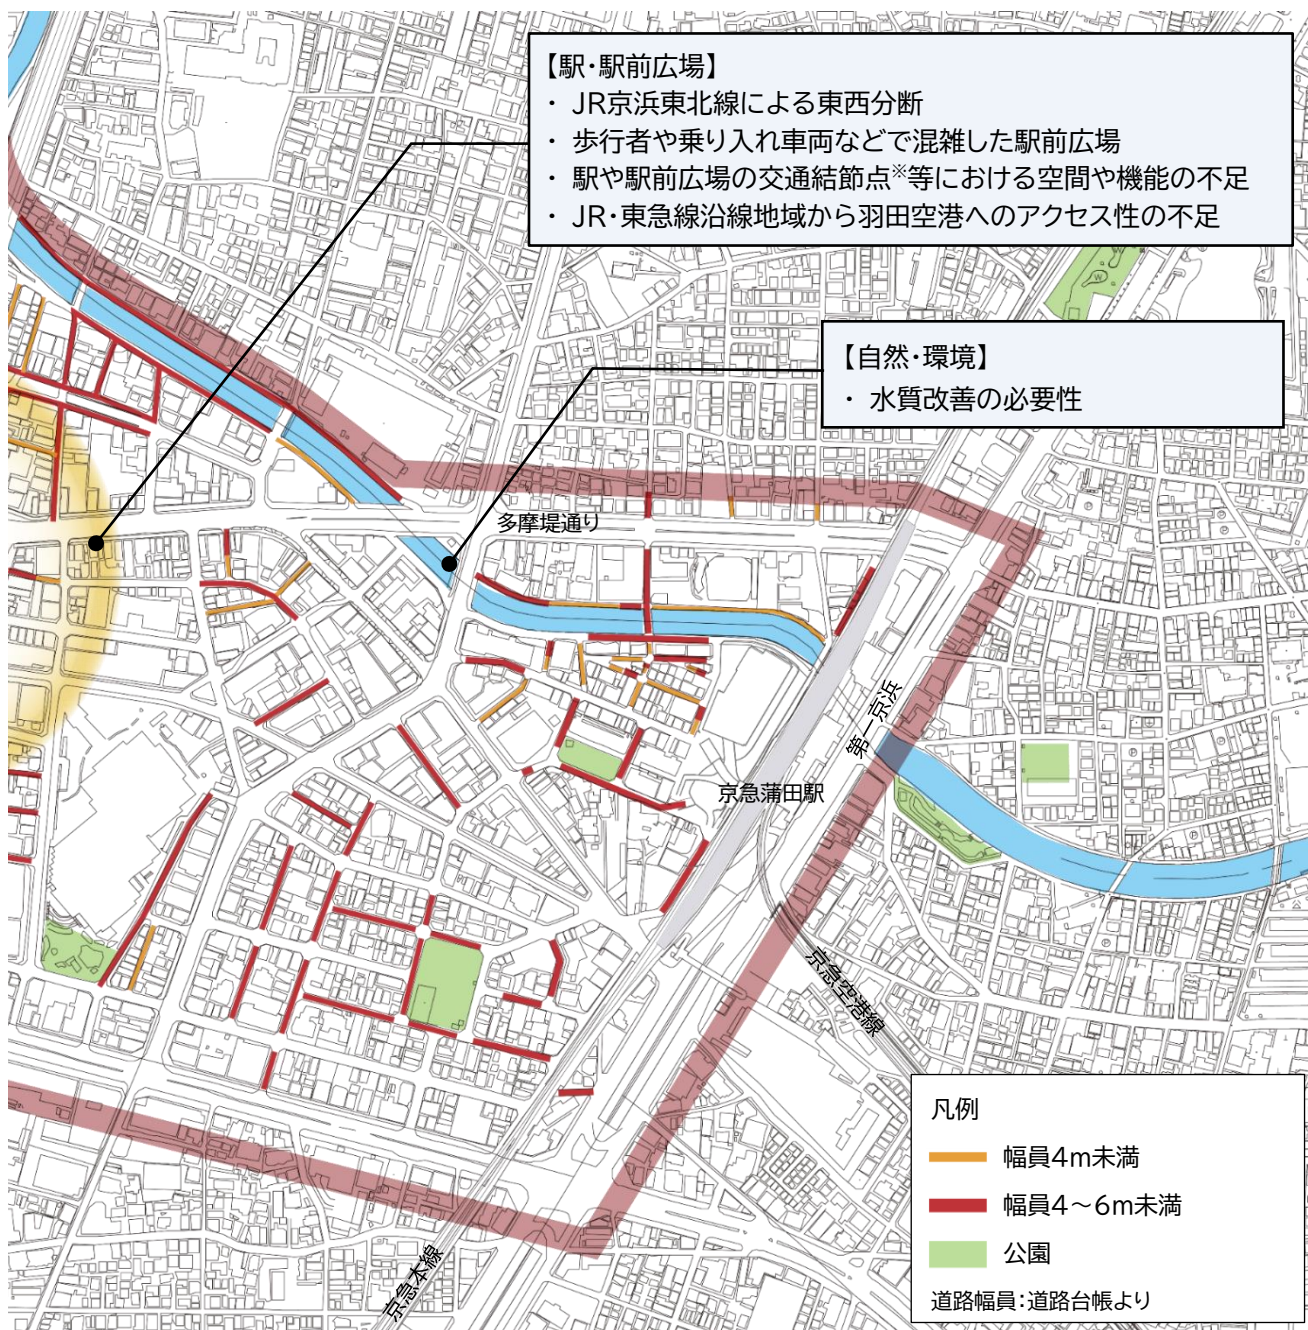 【駅・駅前広場】
・ JR京浜東北線による東西分断
・ 歩行者や乗り入れ車両などで混雑した駅前広場
・ 駅や駅前広場の交通結節点※等における空間や機能の不足
・ JR・東急線沿線地域から羽田空港へのアクセス性の不足
【自然・環境】
・ 水質改善の必要性
多摩堤通り
第一京浜
京急蒲田駅
京急空港線
京急本線
凡例
幅員4m未満
幅員4～6m未満
公園
道路幅員:道路台帳より